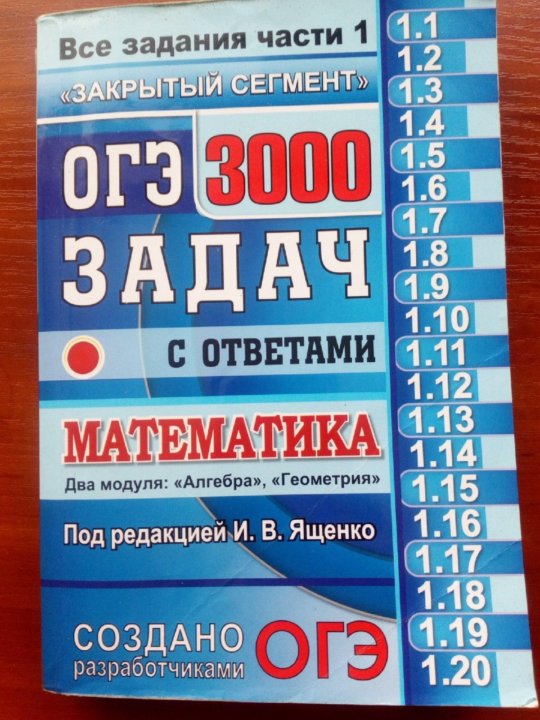 Все задания части 1
«ЗАКРЫТЫЙ СЕГМЕНТ»
ОГЭ 3000
ЗАДАЧ
С ОТВЕТАМИ
МАТЕМАТИКА
Два модуля: «Алгебра», «Геометрия»
Под редакцией И. В. Ященко
СОЗДАНО
разработчиками ОГЭ
1.1
1.2
1.3
1.4
1.5
1.6
1.7
1.8
1.9
1.10
1.11
1.12
1.13
1.14
1.15
1.16
1.17
1.18
1.19
1.20